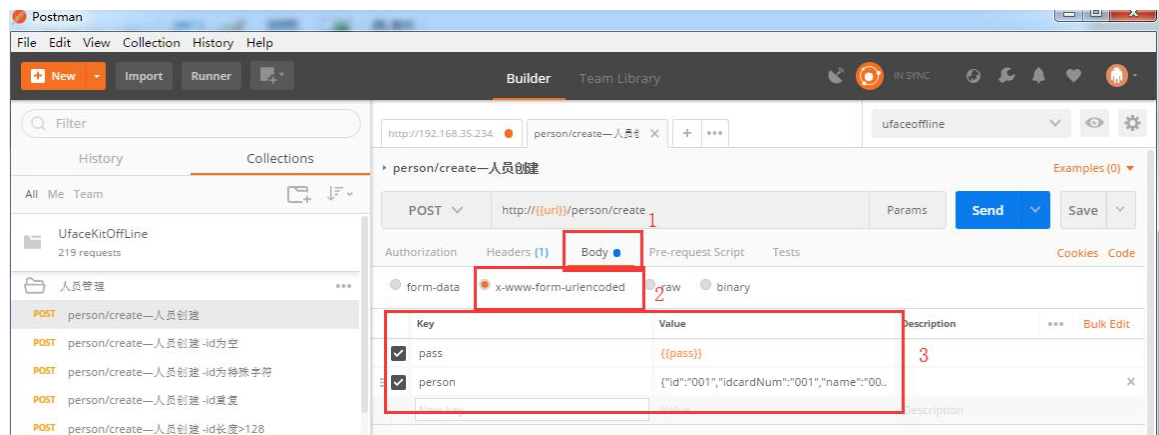 Postman
File Edit View Collection History Help
New Import Runner
Builder Team Library
IN SYNC
Filter
History Collections
All Me Team
UfaceKitOffLine
219 requests
人员管理
POST person/create—人员创建
POST person/create—人员创建 -id为空
POST person/create—人员创建 -id为特殊字符
POST person/create—人员创建 -id重复
POST person/create—人员创建 -id长度>128
http://192.168.35.234 person/create—人员
ufaceoffline
person/create—人员创建
Examples (0)
POST http://{{url}}/person/create Params Send Save
1
Authorization Headers (1) Body Pre-request Script Tests Cookies Code
form-data x-www-form-urlencoded raw binary
2
Key Value Description Bulk Edit
pass {{pass}}
3
person {"id":"001","idcardNum":"001","name":"00..
New key Value Description